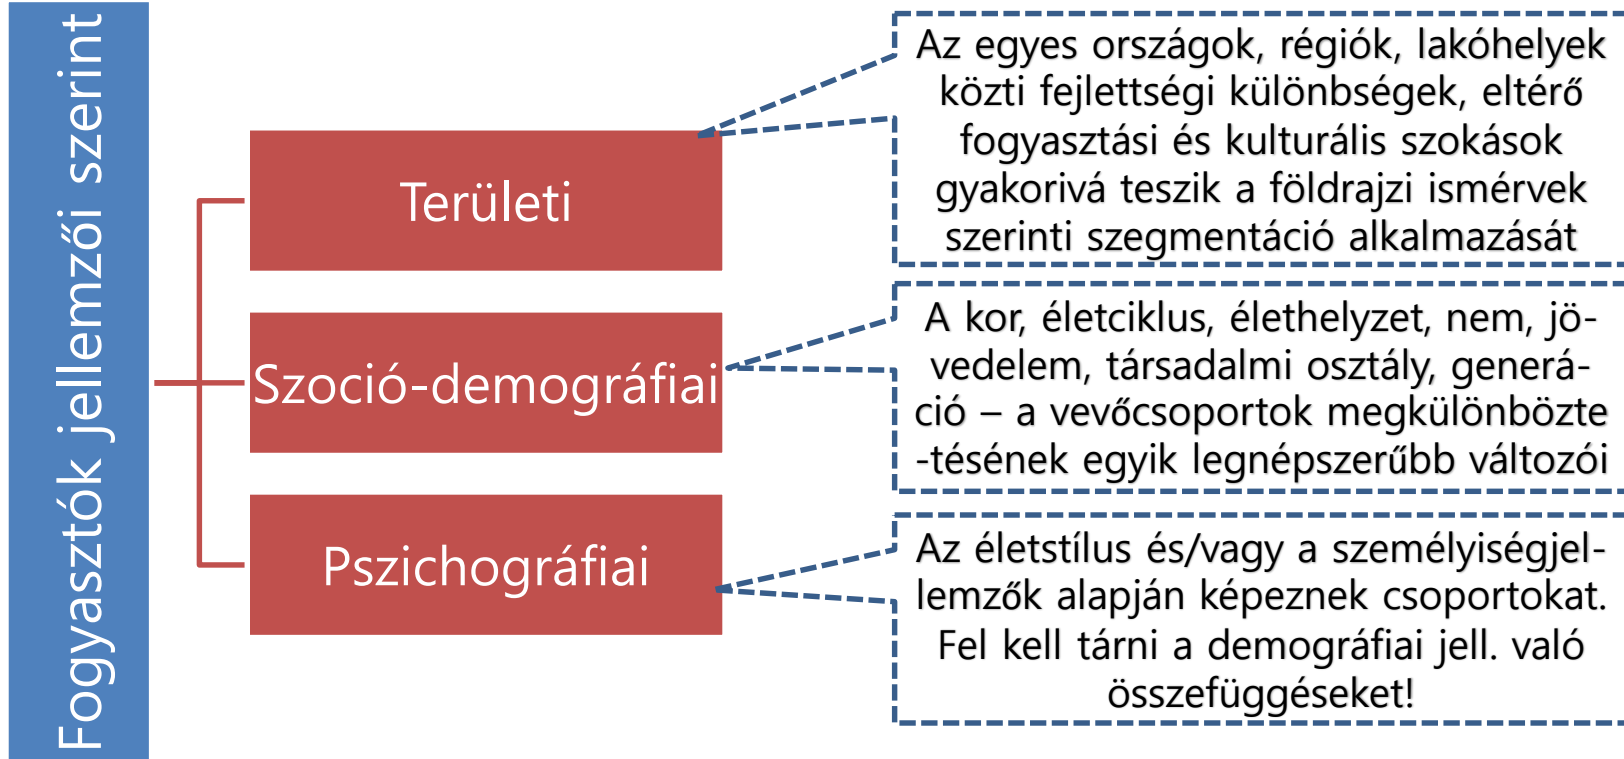 Fogyasztók jellemzői szerint
Területi
Az egyes országok, régiók, lakóhelyek
közti fejlettségi különbségek, eltérő
fogyasztási és kulturális szokások
gyakorivá teszik a földrajzi ismérvek
szerinti szegmentáció alkalmazását
Szoció-demográfiai
A kor, életciklus, élethelyzet, nem, jö-
vedelem, társadalmi osztály, generá-
ció – a vevőcsoportok megkülönbözte
-tésének egyik legnépszerűbb változói
Pszichográfiai
Az életstílus és/vagy a személyiségjel-
lemzők alapján képeznek csoportokat.
Fel kell tárni a demográfiai jell. való
összefüggéseket!